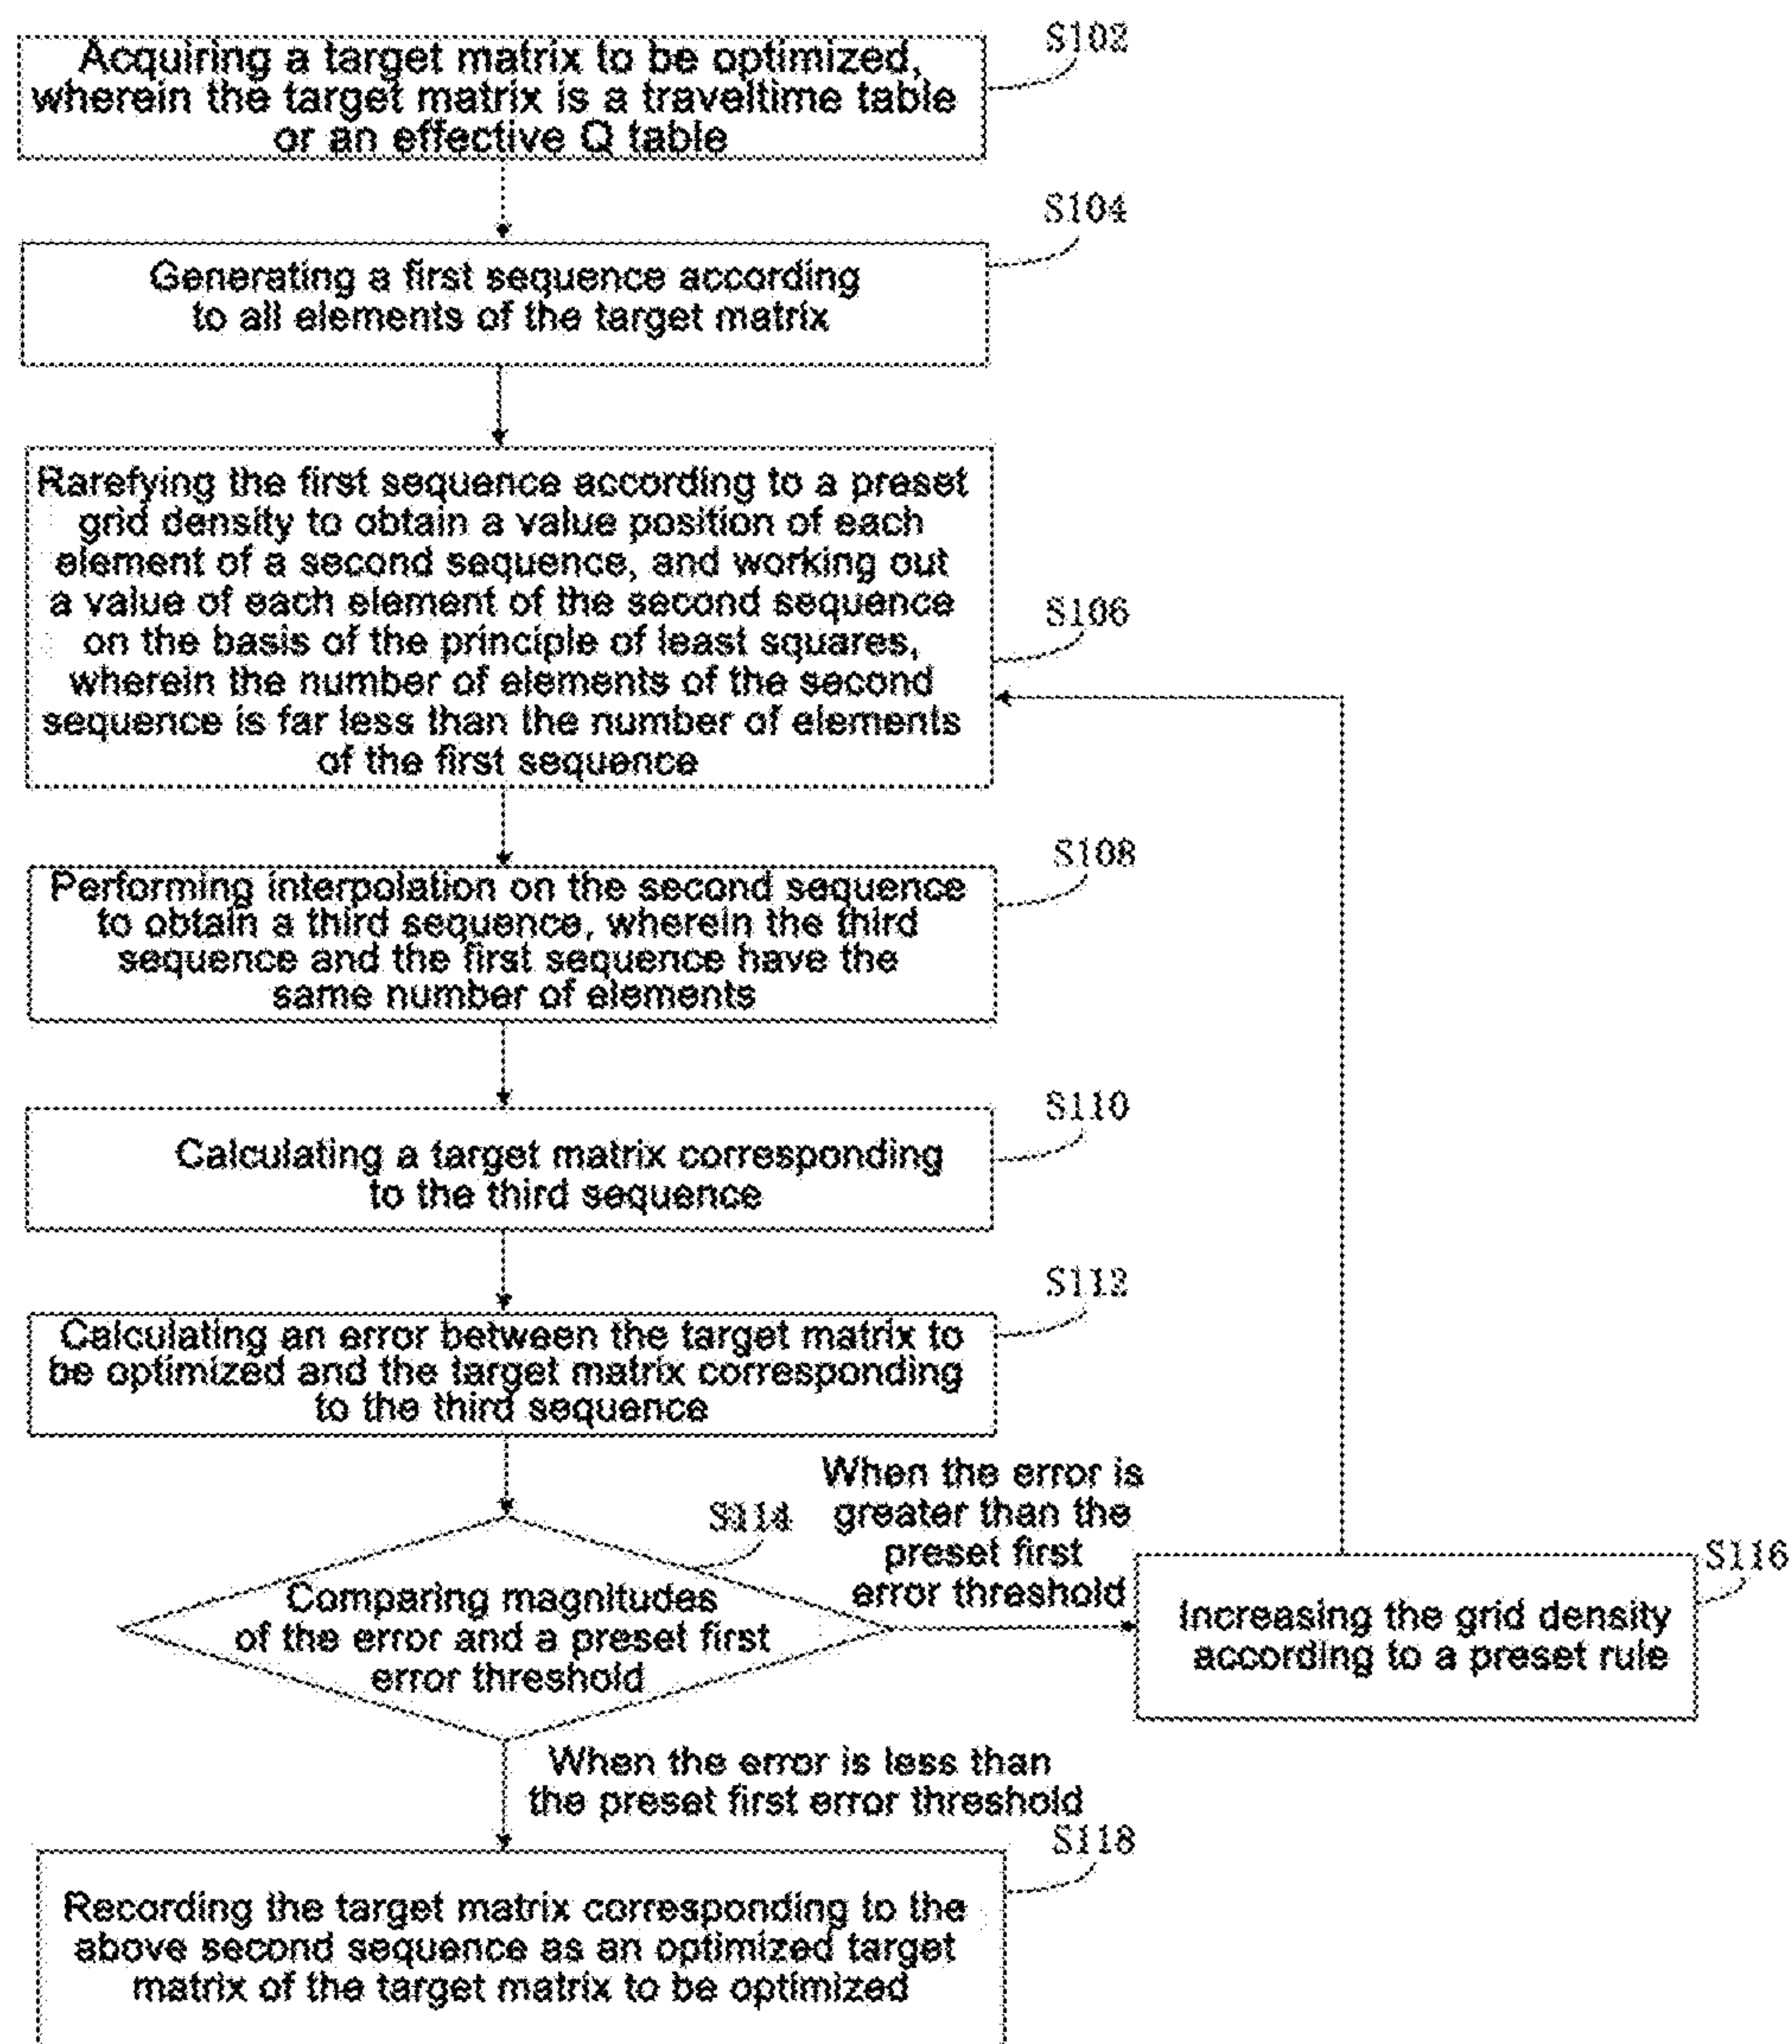 S102
Acquiring a target matrix to be optimized,
wherein the target matrix is a traveltime table
or an effective Q table
S104
Generating a first sequence according
to all elements of the target matrix
Rarefying the first sequence according to a preset
grid density to obtain a value position of each
element of a second sequence, and working out
a value of each element of the second sequence
on the basis of the principle of least squares,
wherein the number of elements of the second
sequence is far less than the number of elements
of the first sequence
S106
S108
Performing interpolation on the second sequence
to obtain a third sequence, wherein the third
sequence and the first sequence have the
same number of elements
S110
Calculating a target matrix corresponding
to the third sequence
S112
Calculating an error between the target matrix to
be optimized and the target matrix corresponding
to the third sequence
When the error is
greater than the
preset first
error threshold
S114
Comparing magnitudes
of the error and a preset first
error threshold
S116
Increasing the grid density
according to a preset rule
When the error is less than
the preset first error threshold
S118
Recording the target matrix corresponding to the
above second sequence as an optimized target
matrix of the target matrix to be optimized